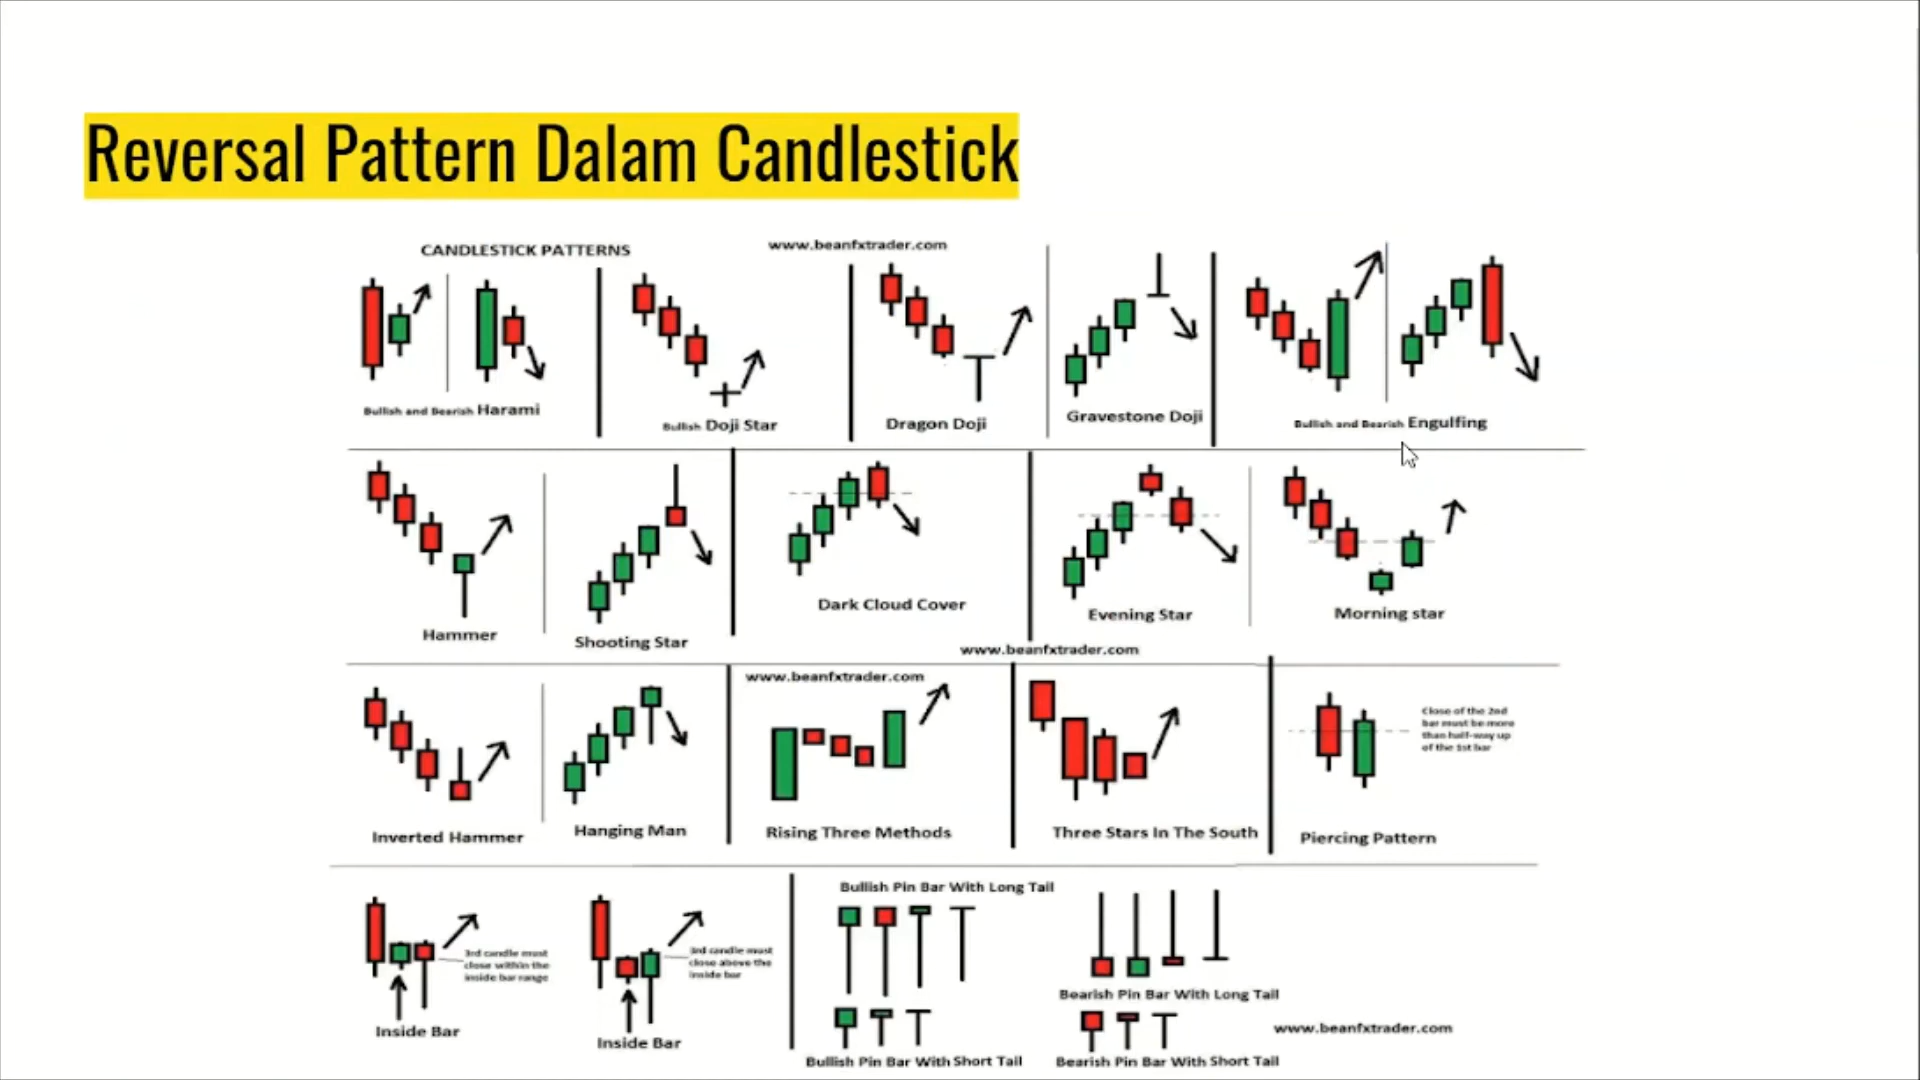 Reversal Pattern Dalam Candlestick
CANDLESTICK PATTERNS
www.beanfxtrader.com
Bullish and Bearish Harami
Bullish Doji Star
Dragon Doji
Gravestone Doji
Bullish and Bearish Engulfing
Hammer
Shooting Star
Dark Cloud Cover
Evening Star
Morning star
www.beanfxtrader.com
www.beanfxtrader.com
Inverted Hammer
Hanging Man
Rising Three Methods
Three Stars In The South
Close of the 2nd
bar must be more
than half-way up
of the 1st bar
Piercing Pattern
3rd candle must
close within the
inside bar range
Inside Bar
3rd candle must
close above the
inside bar
Inside Bar
Bullish Pin Bar With Long Tail
Bearish Pin Bar With Long Tail
www.beanfxtrader.com
Bullish Pin Bar With Short Tail
Bearish Pin Bar With Short Tail